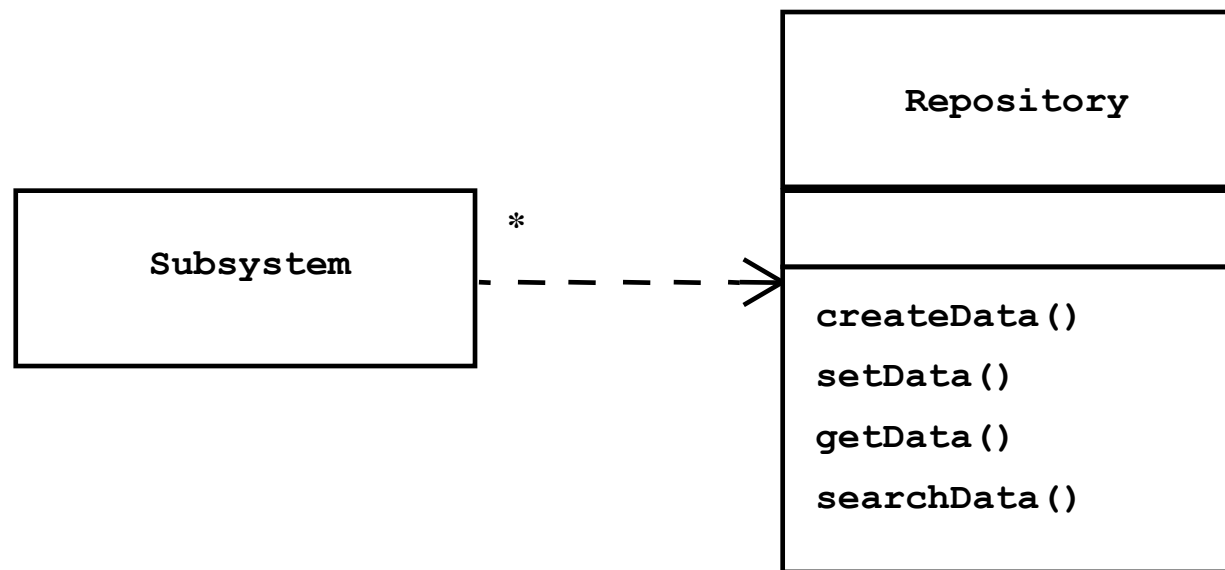 Repository
Subsystem
*
createData()
setData()
getData()
searchData()